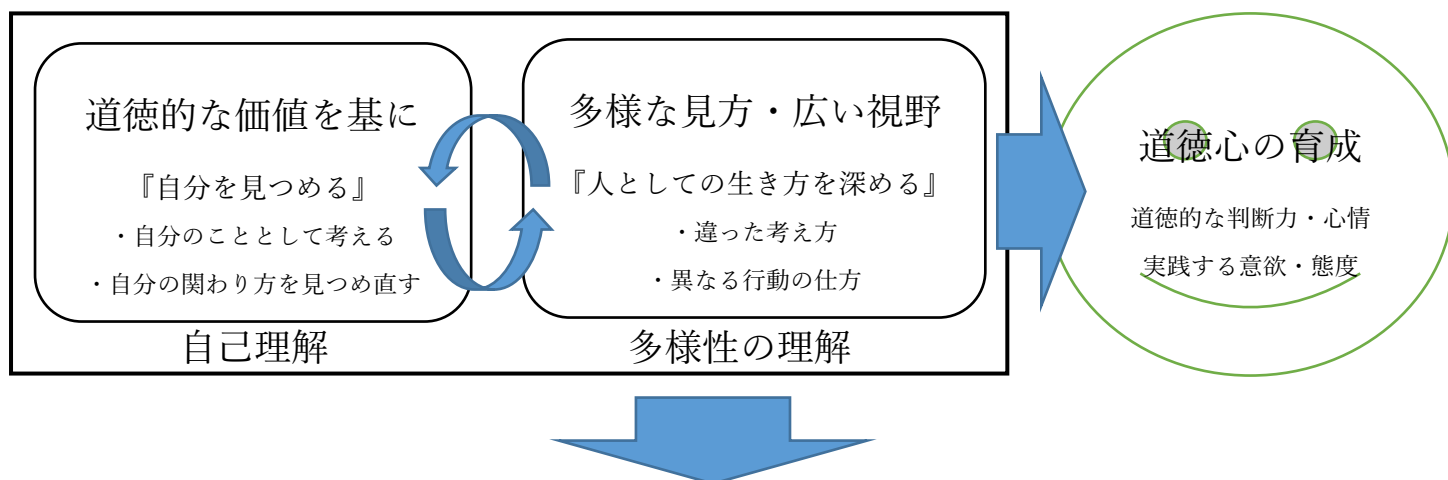 道徳的な価値を基に
『自分を見つめる』
・自分のこととして考える
・自分の関わり方を見つめ直す
自己理解
多様な見方・広い視野
『人としての生き方を深める』
・違った考え方
・異なる行動の仕方
多様性の理解
道徳心の育成
道徳的な判断力・心情
実践する意欲・態度